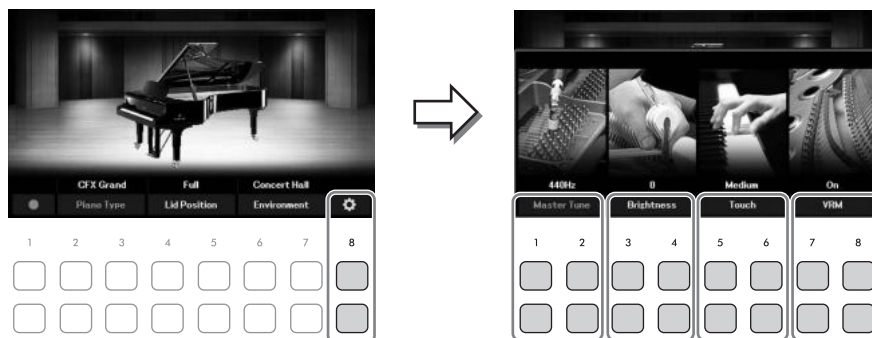 CFX Grand Full Concert Hall
Piano Type Lid Position Environment
1 2 3 4 5 6 7 8
440Hz 0 Medium On
Master Tune Brightness Touch VRM
1 2 3 4 5 6 7 8